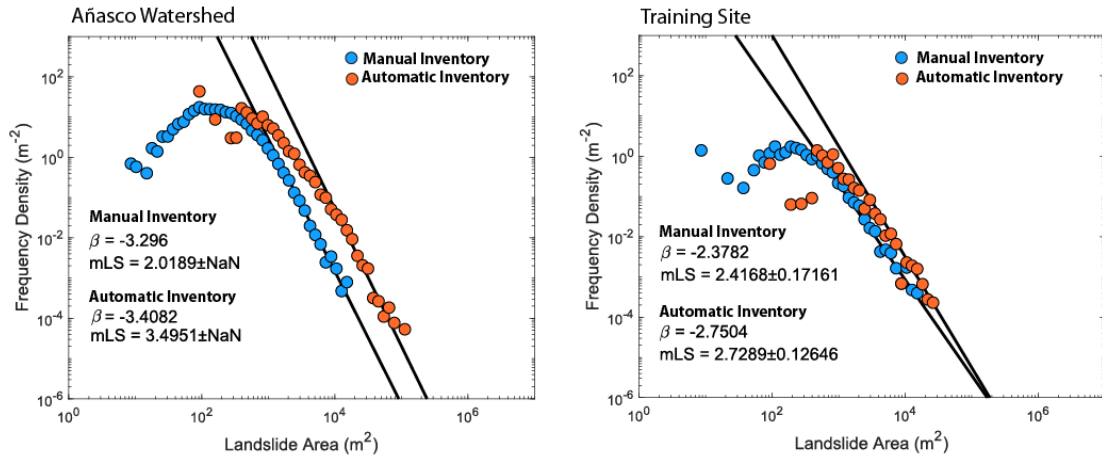 Añasco Watershed
Manual Inventory
Automatic Inventory
Frequency Density (m⁻²)
10²
10⁰
10⁻²
10⁻⁴
10⁻⁶
Manual Inventory
β = -3.296
mLS = 2.0189±NaN
Automatic Inventory
β = -3.4082
mLS = 3.4951±NaN
10⁰ 10² 10⁴ 10⁶
Landslide Area (m²)
Training Site
Manual Inventory
Automatic Inventory
Frequency Density (m⁻²)
10²
10⁰
10⁻²
10⁻⁴
10⁻⁶
Manual Inventory
β = -2.3782
mLS = 2.4168±0.17161
Automatic Inventory
β = -2.7504
mLS = 2.7289±0.12646
10⁰ 10² 10⁴ 10⁶
Landslide Area (m²)